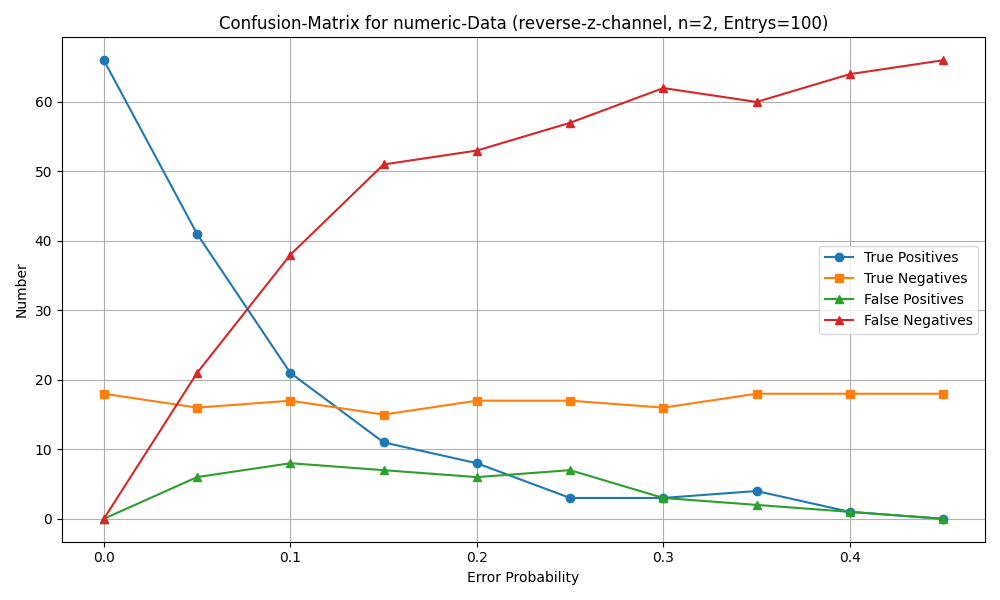 Confusion-Matrix for numeric-Data (reverse-z-channel, n=2, Entrys=100)
Number
60
50
40
30
20
10
0
True Positives
True Negatives
False Positives
False Negatives
0.0 0.1 0.2 0.3 0.4
Error Probability